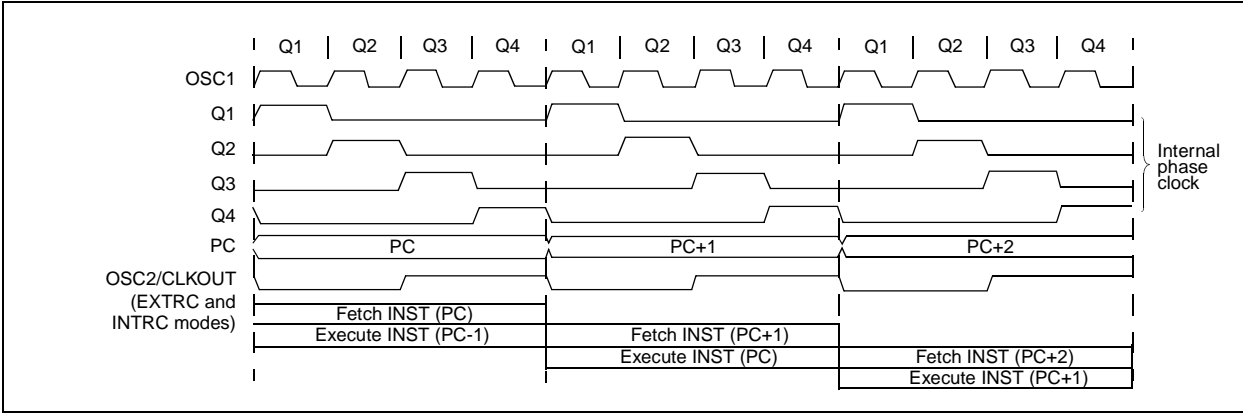 Q1 Q2 Q3 Q4 Q1 Q2 Q3 Q4 Q1 Q2 Q3 Q4
OSC1
Q1
Q2
Q3
Q4
Internal
phase
clock
PC PC PC+1 PC+2
OSC2/CLKOUT
(EXTRC and
INTRC modes)
Fetch INST (PC)
Execute INST (PC-1) Fetch INST (PC+1)
Execute INST (PC) Fetch INST (PC+2)
Execute INST (PC+1)